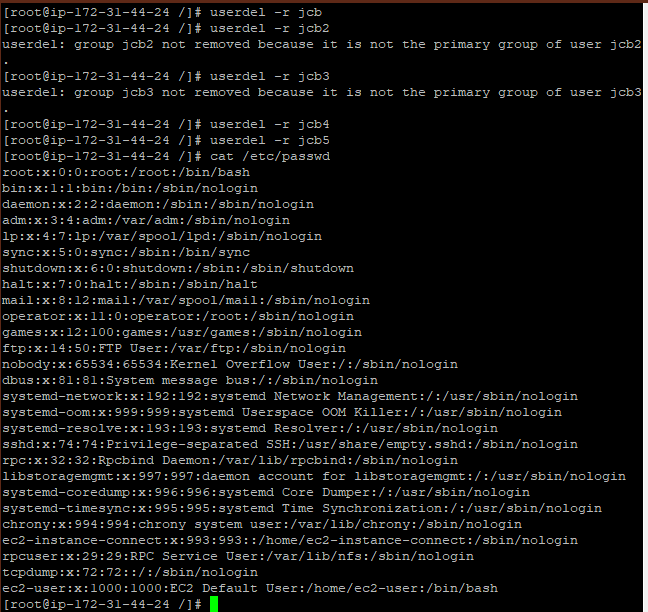 [root@ip-172-31-44-24 /]# userdel -r jcb
[root@ip-172-31-44-24 /]# userdel -r jcb2
userdel: group jcb2 not removed because it is not the primary group of user jcb2
.
[root@ip-172-31-44-24 /]# userdel -r jcb3
userdel: group jcb3 not removed because it is not the primary group of user jcb3
.
[root@ip-172-31-44-24 /]# userdel -r jcb4
[root@ip-172-31-44-24 /]# userdel -r jcb5
[root@ip-172-31-44-24 /]# cat /etc/passwd
root:x:0:0:root:/root:/bin/bash
bin:x:1:1:bin:/bin:/sbin/nologin
daemon:x:2:2:daemon:/sbin:/sbin/nologin
adm:x:3:4:adm:/var/adm:/sbin/nologin
lp:x:4:7:lp:/var/spool/lpd:/sbin/nologin
sync:x:5:0:sync:/sbin:/bin/sync
shutdown:x:6:0:shutdown:/sbin:/sbin/shutdown
halt:x:7:0:halt:/sbin:/sbin/halt
mail:x:8:12:mail:/var/spool/mail:/sbin/nologin
operator:x:11:0:operator:/root:/sbin/nologin
games:x:12:100:games:/usr/games:/sbin/nologin
ftp:x:14:50:FTP User:/var/ftp:/sbin/nologin
nobody:x:65534:65534:Kernel Overflow User:/:/sbin/nologin
dbus:x:81:81:System message bus:/:/sbin/nologin
systemd-network:x:192:192:systemd Network Management:/:/usr/sbin/nologin
systemd-oom:x:999:999:systemd Userspace OOM Killer:/:/usr/sbin/nologin
systemd-resolve:x:193:193:systemd Resolver:/:/usr/sbin/nologin
sshd:x:74:74:Privilege-separated SSH:/usr/share/empty.sshd:/sbin/nologin
rpc:x:32:32:Rpcbind Daemon:/var/lib/rpcbind:/sbin/nologin
libstoragemgmt:x:997:997:daemon account for libstoragemgmt:/:/usr/sbin/nologin
systemd-coredump:x:996:996:systemd Core Dumper:/:/usr/sbin/nologin
systemd-timesync:x:995:995:systemd Time Synchronization:/:/usr/sbin/nologin
chrony:x:994:994:chrony system user:/var/lib/chrony:/sbin/nologin
ec2-instance-connect:x:993:993::/home/ec2-instance-connect:/sbin/nologin
rpcuser:x:29:29:RPC Service User:/var/lib/nfs:/sbin/nologin
tcpdump:x:72:72::/:/sbin/nologin
ec2-user:x:1000:1000:EC2 Default User:/home/ec2-user:/bin/bash
[root@ip-172-31-44-24 /]#